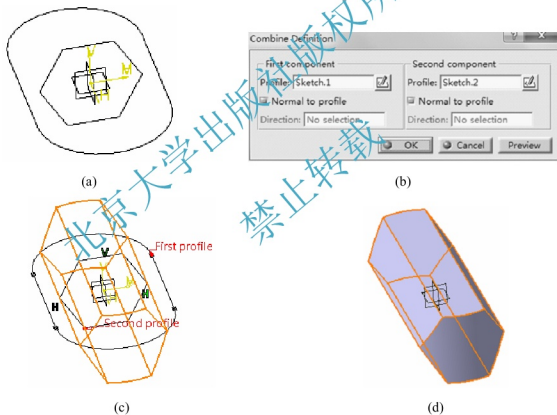 Combine Definition
First component
Second component
Profile: Sketch.1
Profile: Sketch.2
Normal to profile
Normal to profile
Direction: No selection
Direction: No selection
OK
Cancel
Preview
(a)
(b)
V
H
First profile
V
H
H
Second profile
(c)
(d)
北京大学出版社版权所
禁止转载